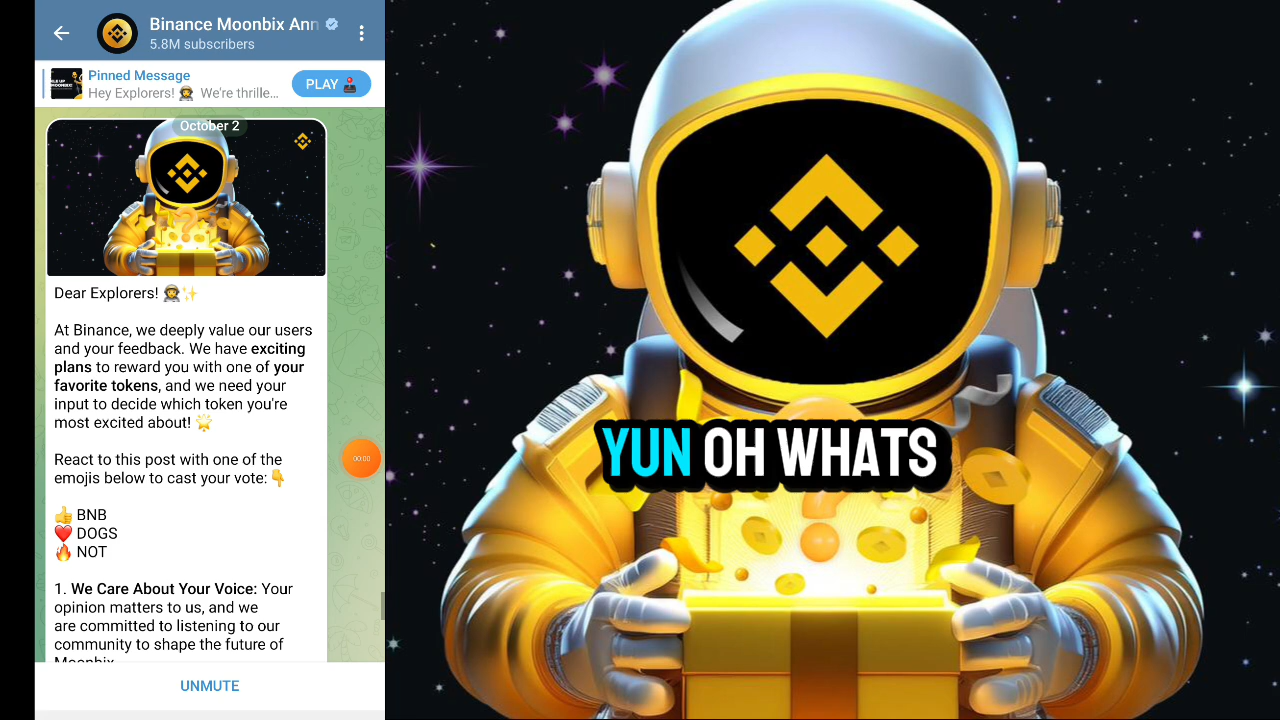 Binance Moonbix Ann
5.8M subscribers
Pinned Message
Hey Explorers! 👩‍🚀 We're thrille...
PLAY 🕹️
October 2
Dear Explorers! 👩‍🚀✨
At Binance, we deeply value our users
and your feedback. We have exciting
plans to reward you with one of your
favorite tokens, and we need your
input to decide which token you're
most excited about! 🌟
React to this post with one of the
emojis below to cast your vote:👇
👍 BNB
❤️ DOGS
🔥 NOT
1. We Care About Your Voice: Your
opinion matters to us, and we
are committed to listening to our
community to shape the future of
Moonbix
UNMUTE
00:00
YUN OH WHATS